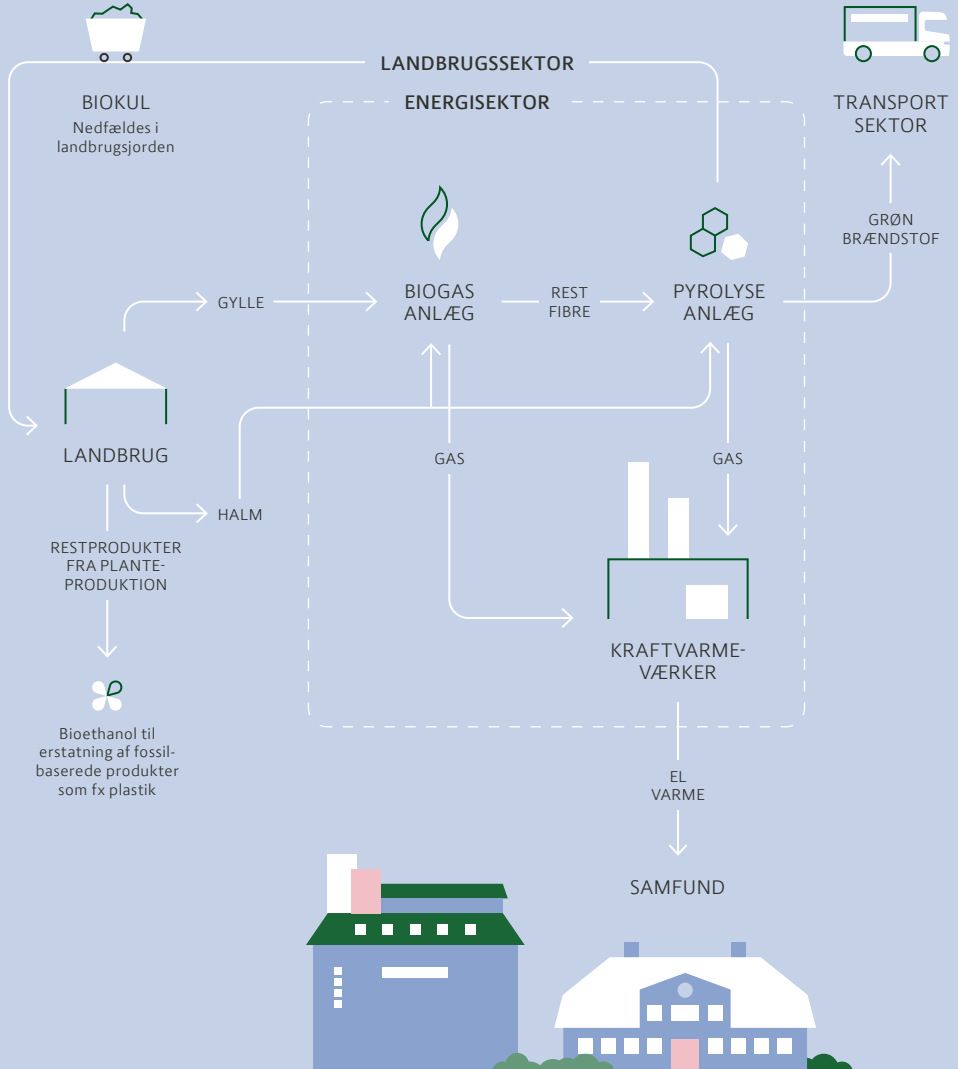 LANDBRUGSSEKTOR
BIOKUL
Nedfældes i
landbrugsjorden
ENERGISEKTOR
TRANSPORT
SEKTOR
GRØN
BRÆNDSTOF
GYLLE
BIOGAS
ANLÆG
REST
FIBRE
PYROLYSE
ANLÆG
LANDBRUG
GAS
GAS
HALM
RESTPRODUKTER
FRA PLANTE-
PRODUKTION
KRAFTVARME-
VÆRKER
Bioethanol til
erstatning af fossil-
baserede produkter
som fx plastik
EL
VARME
SAMFUND